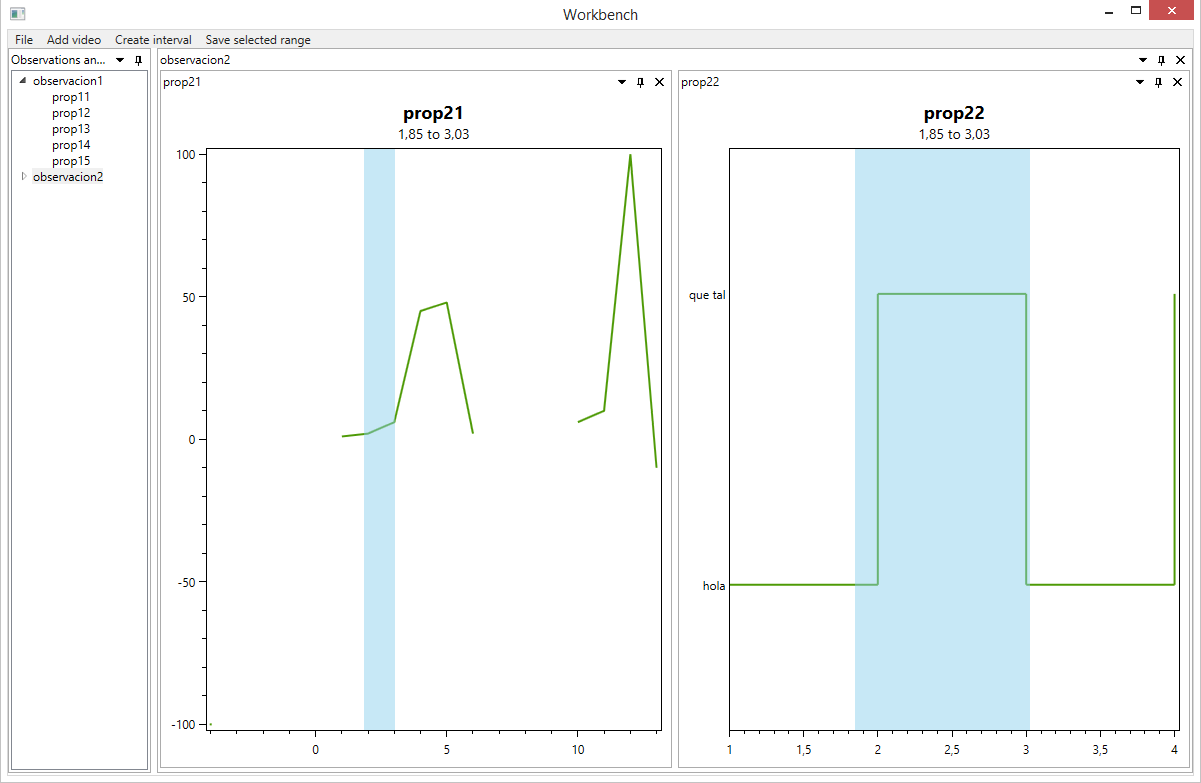 Workbench
File Add video Create interval Save selected range
Observations an...
observacion1
prop11
prop12
prop13
prop14
prop15
observacion2
observacion2
prop21
prop21
1,85 to 3,03
100
50
0
-50
-100
0 5 10
prop22
prop22
1,85 to 3,03
que tal
hola
1 1,5 2 2,5 3 3,5 4